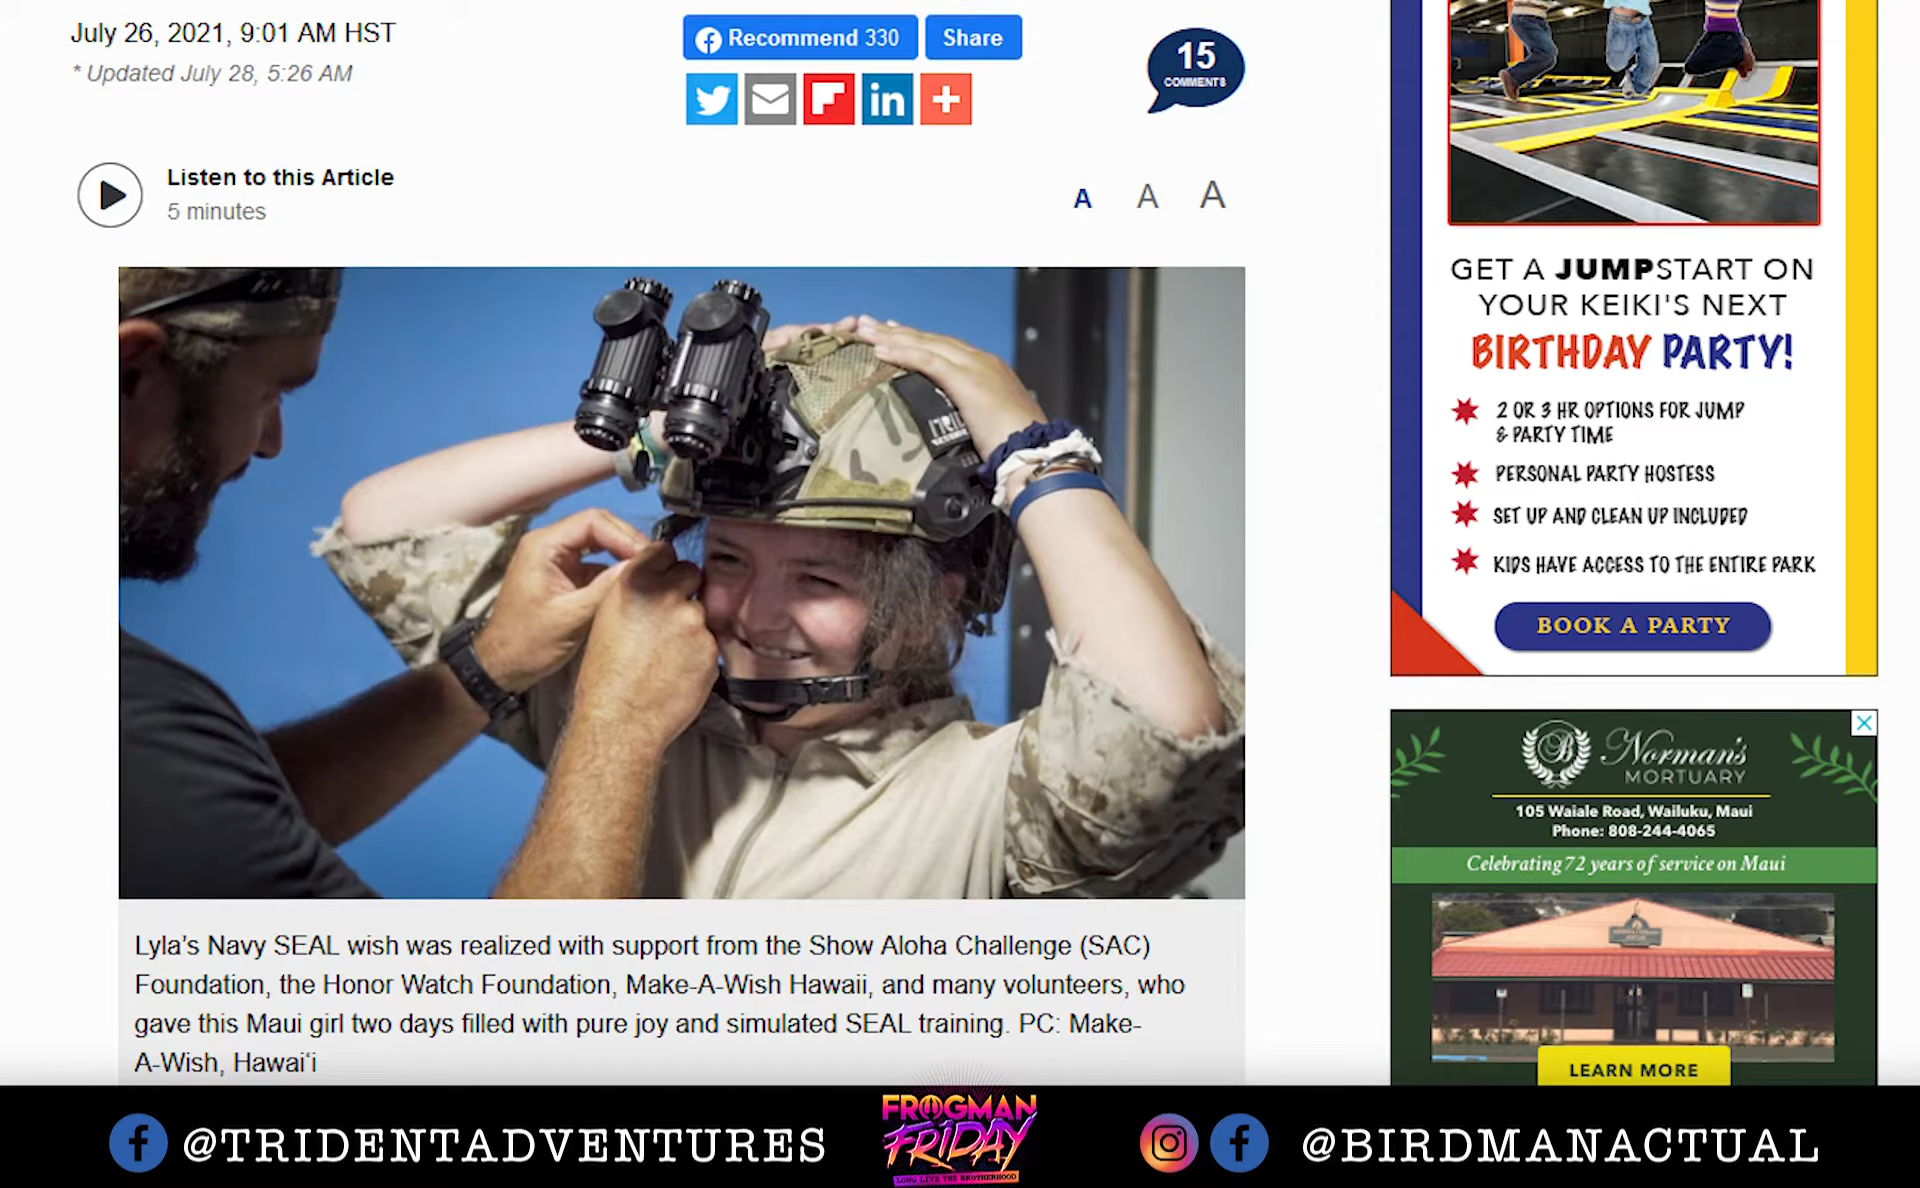 July 26, 2021, 9:01 AM HST
* Updated July 28, 5:26 AM
Recommend 330
Share
15
COMMENTS
Listen to this Article
5 minutes
A A A
Lyla's Navy SEAL wish was realized with support from the Show Aloha Challenge (SAC)
Foundation, the Honor Watch Foundation, Make-A-Wish Hawaii, and many volunteers, who
gave this Maui girl two days filled with pure joy and simulated SEAL training. PC: Make-
A-Wish, Hawaiʻi
GET A JUMPSTART ON
YOUR KEIKI'S NEXT
BIRTHDAY PARTY!
2 OR 3 HR OPTIONS FOR JUMP
& PARTY TIME
PERSONAL PARTY HOSTESS
SET UP AND CLEAN UP INCLUDED
KIDS HAVE ACCESS TO THE ENTIRE PARK
BOOK A PARTY
B Norman's
MORTUARY
105 Waiale Road, Wailuku, Maui
Phone: 808-244-4065
Celebrating 72 years of service on Maui
LEARN MORE
@TRIDENTADVENTURES
FROGMAN
FRIDAY
LONG LIVE THE BROTHERHOOD
@BIRDMANACTUAL